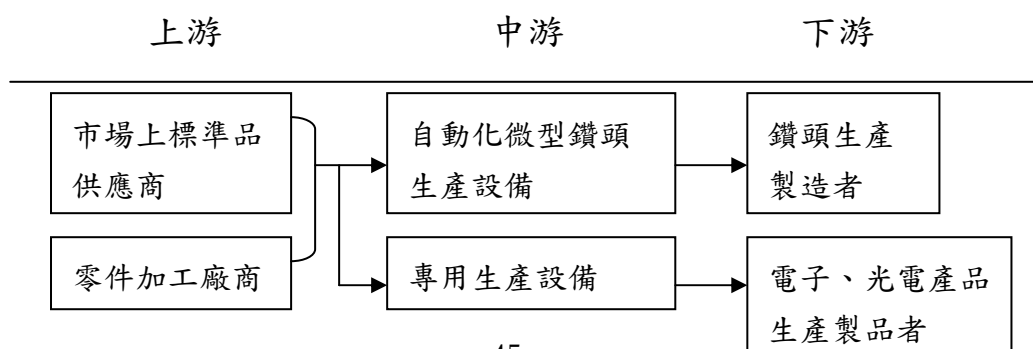 上游 中游 下游
市場上標準品
供應商
自動化微型鑽頭
生產設備
鑽頭生產
製造者
零件加工廠商
專用生產設備
電子、光電產品
生產製品者